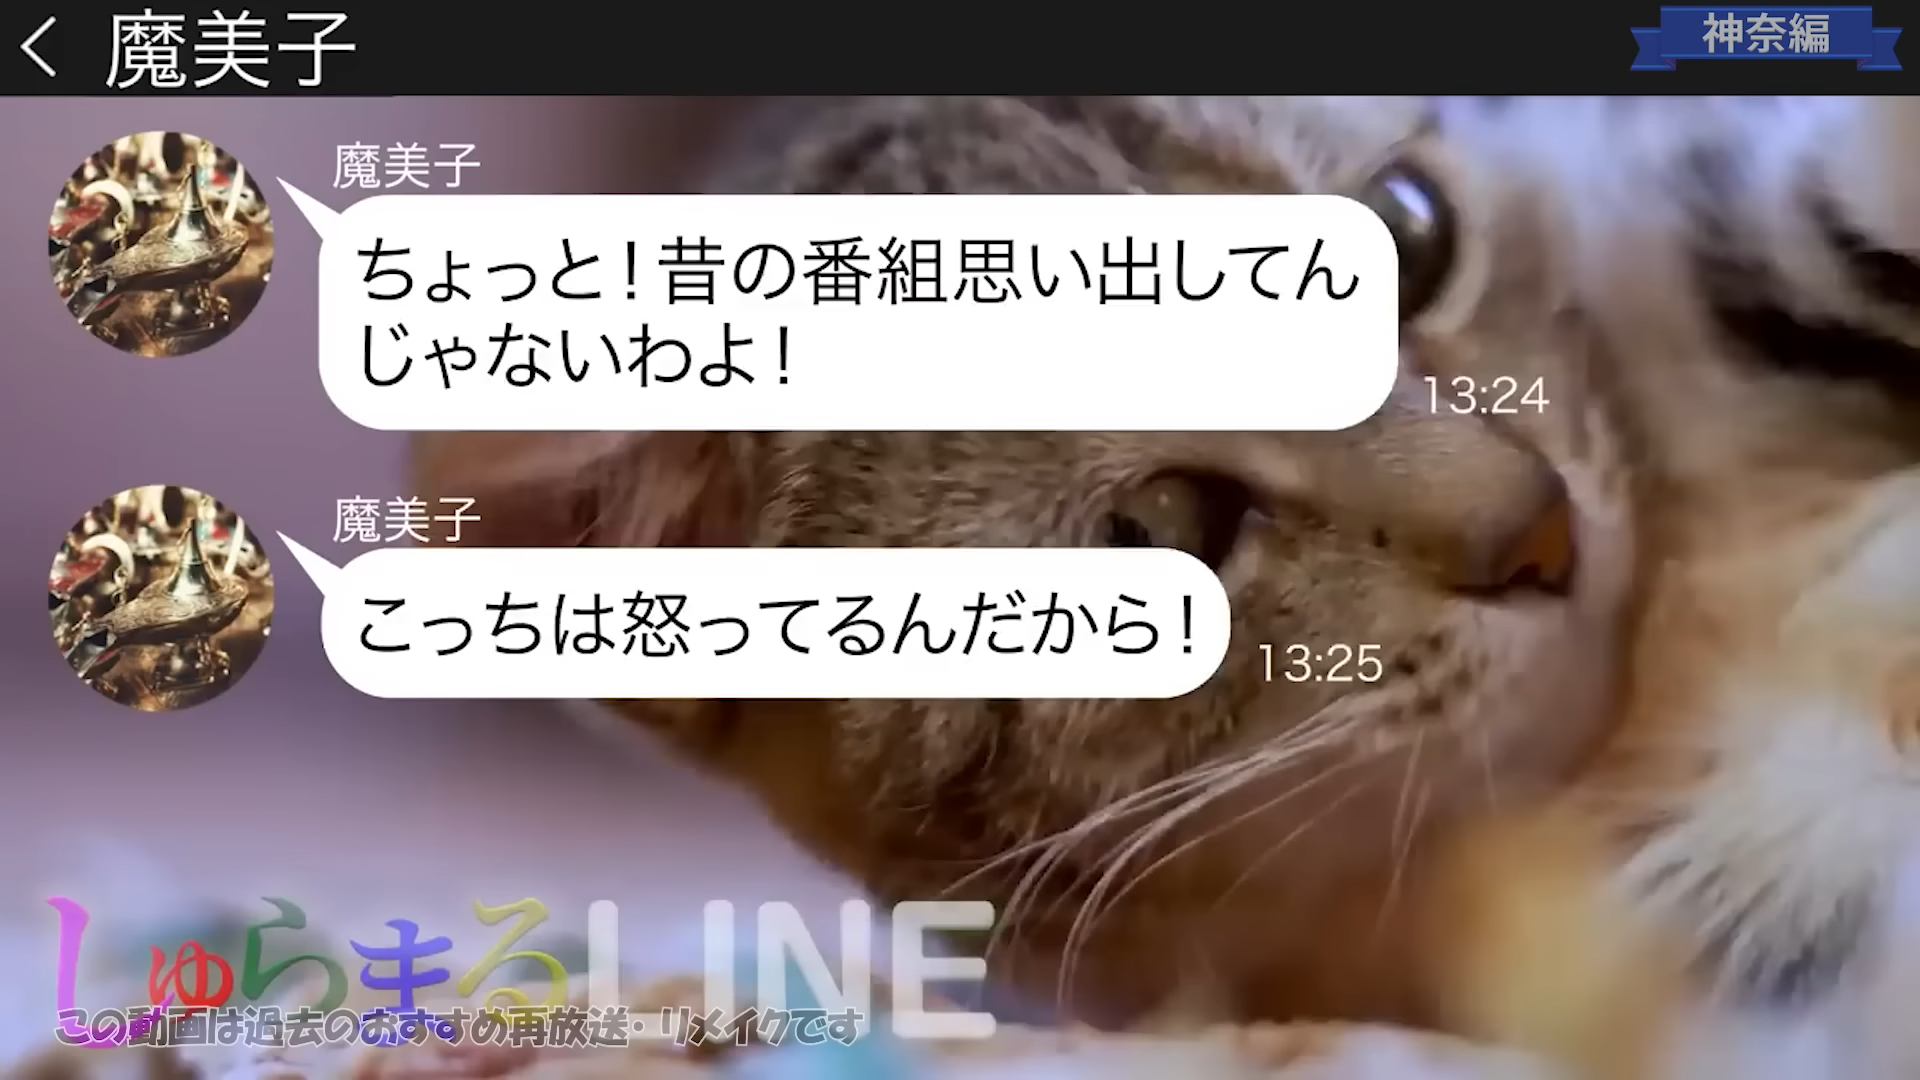 魔美子
神奈編
魔美子
ちょっと！昔の番組思い出してん
じゃないわよ！
13:24
魔美子
こっちは怒ってるんだから！
13:25
しゅらまるLINE
この動画は過去のおすすめ再放送・リメイクです